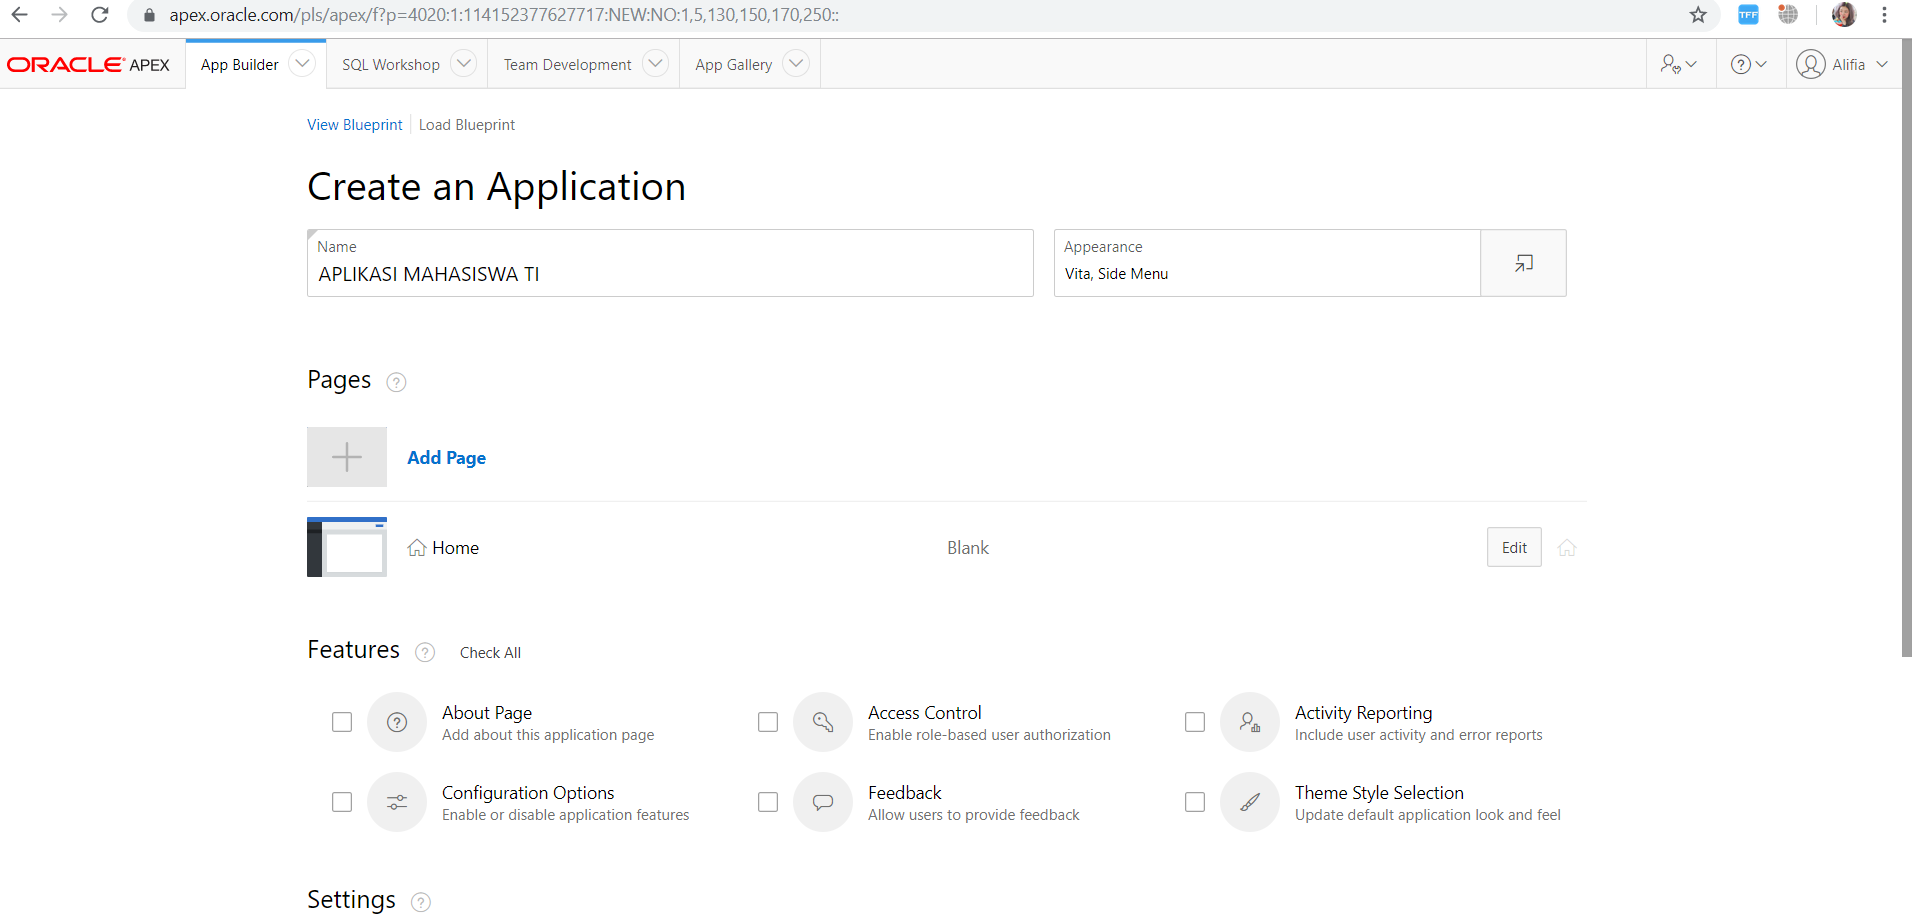 apex.oracle.com/pls/apex/f?p=4020:1:114152377627717:NEW:NO:1,5,130,150,170,250::
TFF
ORACLE APEX App Builder SQL Workshop Team Development App Gallery Alifia
View Blueprint Load Blueprint
Create an Application
Name
APLIKASI MAHASISWA TI
Appearance
Vita, Side Menu
Pages ?
Add Page
Home Blank Edit
Features ? Check All
About Page
Add about this application page
Access Control
Enable role-based user authorization
Activity Reporting
Include user activity and error reports
Configuration Options
Enable or disable application features
Feedback
Allow users to provide feedback
Theme Style Selection
Update default application look and feel
Settings ?